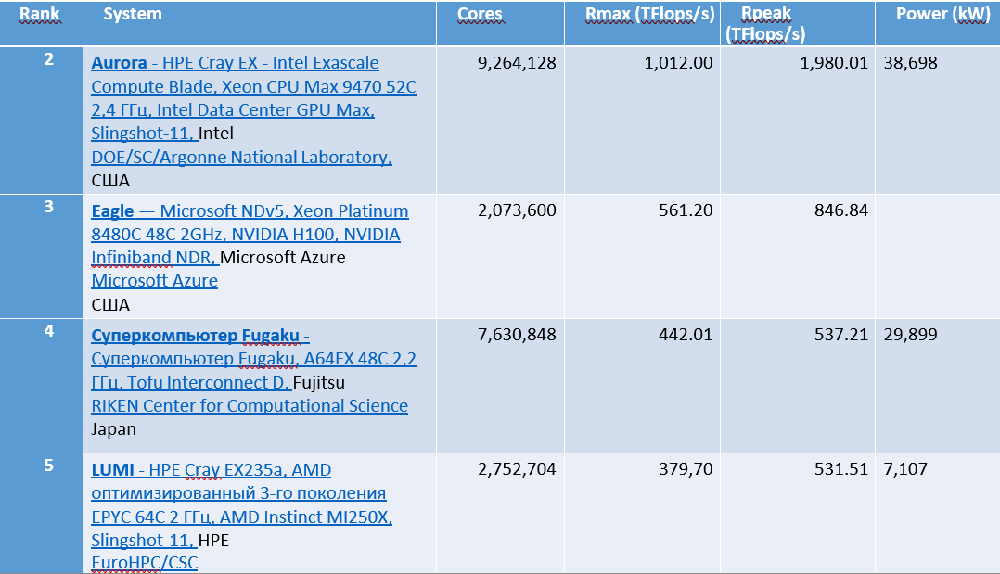 Rank System Cores Rmax (TFlops/s) Rpeak Power (kW)
(TFlops/s)
2 Aurora - HPE Cray EX - Intel Exascale 9,264,128 1,012.00 1,980.01 38,698
Compute Blade, Xeon CPU Max 9470 52C
2,4 ГГц, Intel Data Center GPU Max,
Slingshot-11, Intel
DOE/SC/Argonne National Laboratory,
США
3 Eagle — Microsoft NDv5, Xeon Platinum 2,073,600 561.20 846.84
8480C 48C 2GHz, NVIDIA H100, NVIDIA
Infiniband NDR, Microsoft Azure
Microsoft Azure
США
4 Суперкомпьютер Fugaku - 7,630,848 442.01 537.21 29,899
Суперкомпьютер Fugaku, A64FX 48C 2,2
ГГц, Tofu Interconnect D, Fujitsu
RIKEN Center for Computational Science
Japan
5 LUMI - HPE Cray EX235a, AMD 2,752,704 379,70 531.51 7,107
оптимизированный 3-го поколения
EPYC 64C 2 ГГц, AMD Instinct MI250X,
Slingshot-11, HPE
EuroHPC/CSC